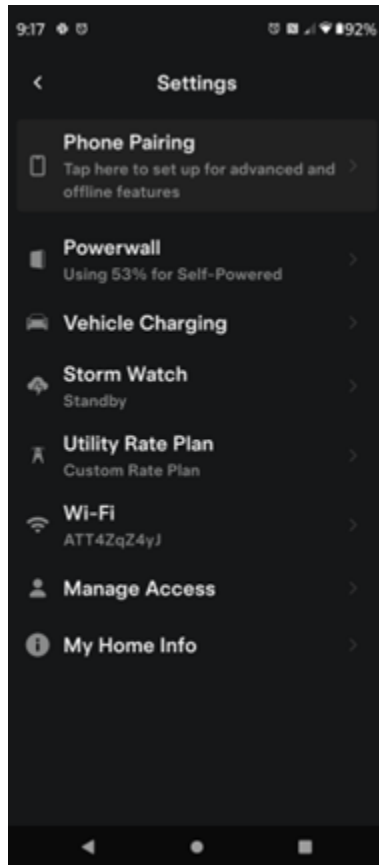 9:17 92%
Settings
Phone Pairing
Tap here to set up for advanced and
offline features
Powerwall
Using 53% for Self-Powered
Vehicle Charging
Storm Watch
Standby
Utility Rate Plan
Custom Rate Plan
Wi-Fi
ATT4ZqZ4yJ
Manage Access
My Home Info